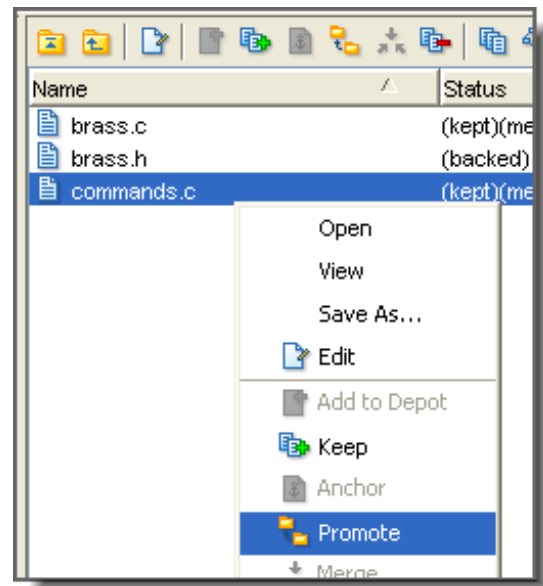 Name Status
brass.c (kept)(me
brass.h (backed)
commands.c (kept)(me
Open
View
Save As...
Edit
Add to Depot
Keep
Anchor
Promote
Merge